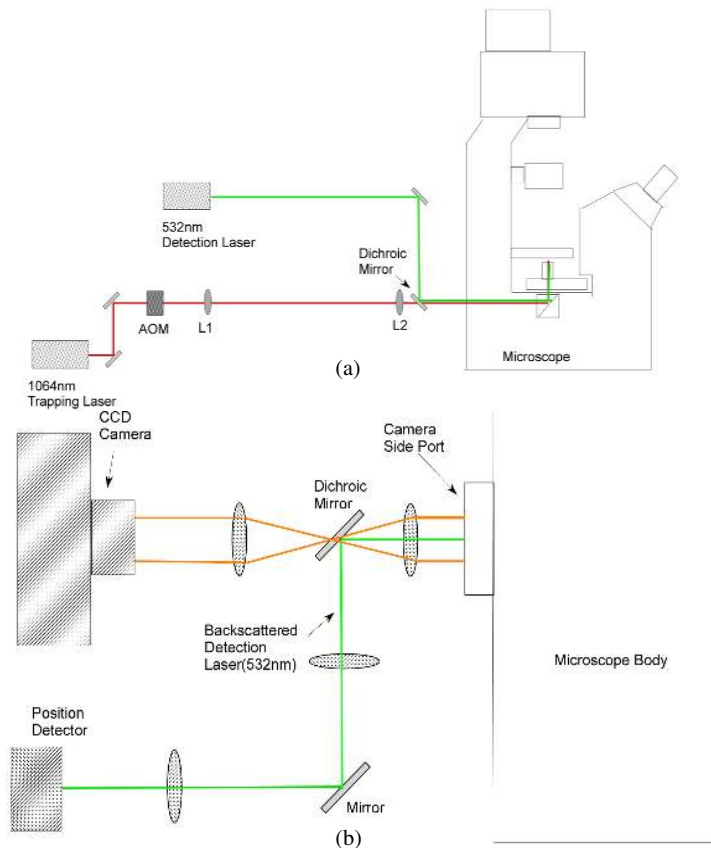 532nm
Detection Laser
Dichroic
Mirror
AOM
L1
L2
Microscope
1064nm
Trapping Laser
(a)
CCD
Camera
Camera
Side Port
Dichroic
Mirror
Backscattered
Detection
Laser(532nm)
Microscope Body
Position
Detector
Mirror
(b)